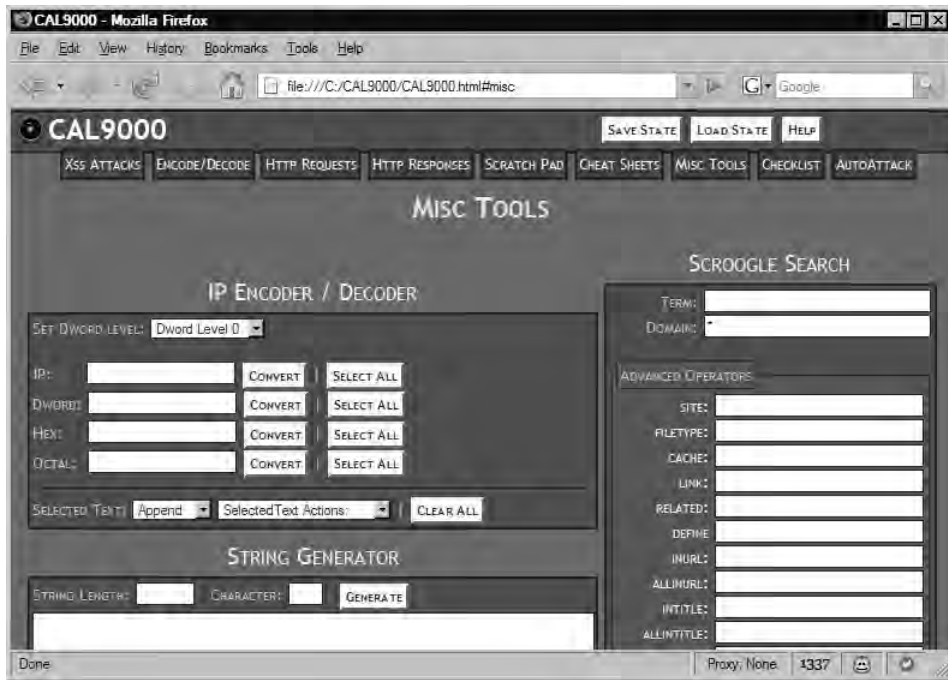 CAL9000 - Mozilla Firefox
File Edit View History Bookmarks Tools Help
file:///C:/CAL9000/CAL9000.html#misc
G Google
CAL9000
SAVE STATE LOAD STATE HELP
XSS ATTACKS ENCODE/DECODE HTTP REQUESTS HTTP RESPONSES SCRATCH PAD CHEAT SHEETS MISC TOOLS CHECKLIST AUTOATTACK
MISC TOOLS
IP ENCODER / DECODER
SET DWORD LEVEL: Dword Level 0
IP: CONVERT | SELECT ALL
DWORD: CONVERT | SELECT ALL
HEX: CONVERT | SELECT ALL
OCTAL: CONVERT | SELECT ALL
SELECTED TEXT: Append SelectedText Actions: | CLEAR ALL
STRING GENERATOR
STRING LENGTH: CHARACTER: GENERATE
SCROOGLE SEARCH
TERM:
DOMAIN: *
ADVANCED OPERATORS
SITE:
FILETYPE:
CACHE:
LINK:
RELATED:
DEFINE
INURL:
ALLINURL:
INTITLE:
ALLINTITLE:
Done
Proxy: None 1337